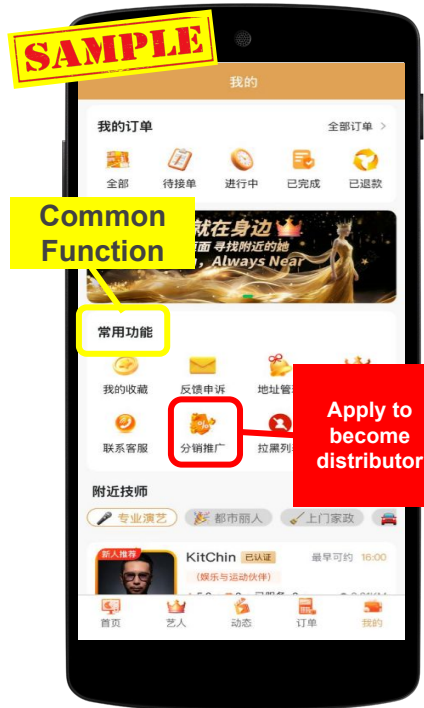 SAMPLE
我的
我的订单
全部订单 >
全部
待接单
进行中
已完成
已退款
Common
Function
就在身边
面 寻找附近的她
, Always Near
常用功能
我的收藏
反馈申诉
地址管
联系客服
分销推广
拉黑列
Apply to
become
distributor
附近技师
专业演艺
都市丽人
上门家政
新人推荐
KitChin 已认证
最早可约 16:00
(娱乐与运动伙伴)
首页
艺人
动态
订单
我的